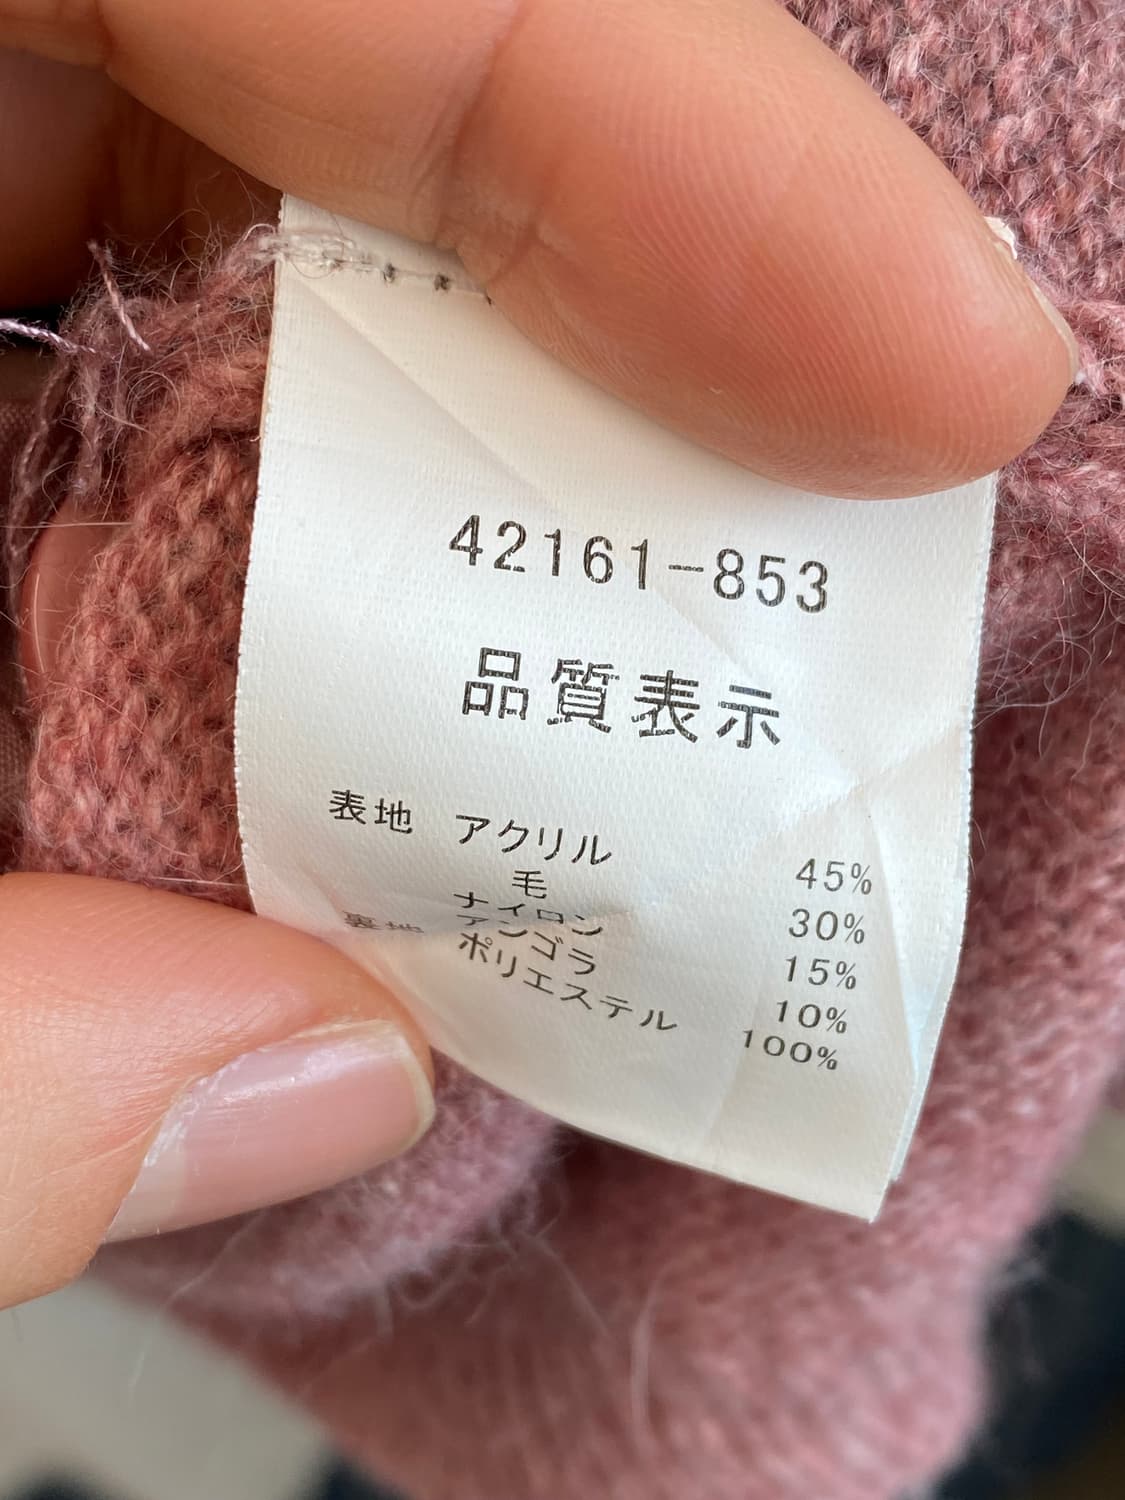 42161-853
品質表示
表地 アクリル 45%
毛 30%
ナイロン 15%
アンゴラ 10%
裏地 ポリエステル 100%